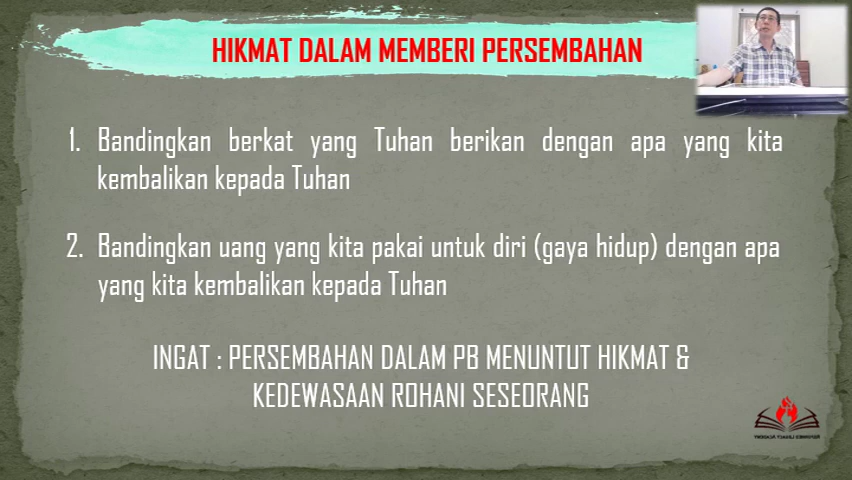 HIKMAT DALAM MEMBERI PERSEMBAHAN
1. Bandingkan berkat yang Tuhan berikan dengan apa yang kita
kembalikan kepada Tuhan
2. Bandingkan uang yang kita pakai untuk diri (gaya hidup) dengan apa
yang kita kembalikan kepada Tuhan
INGAT : PERSEMBAHAN DALAM PB MENUNTUT HIKMAT &
KEDEWASAAN ROHANI SESEORANG